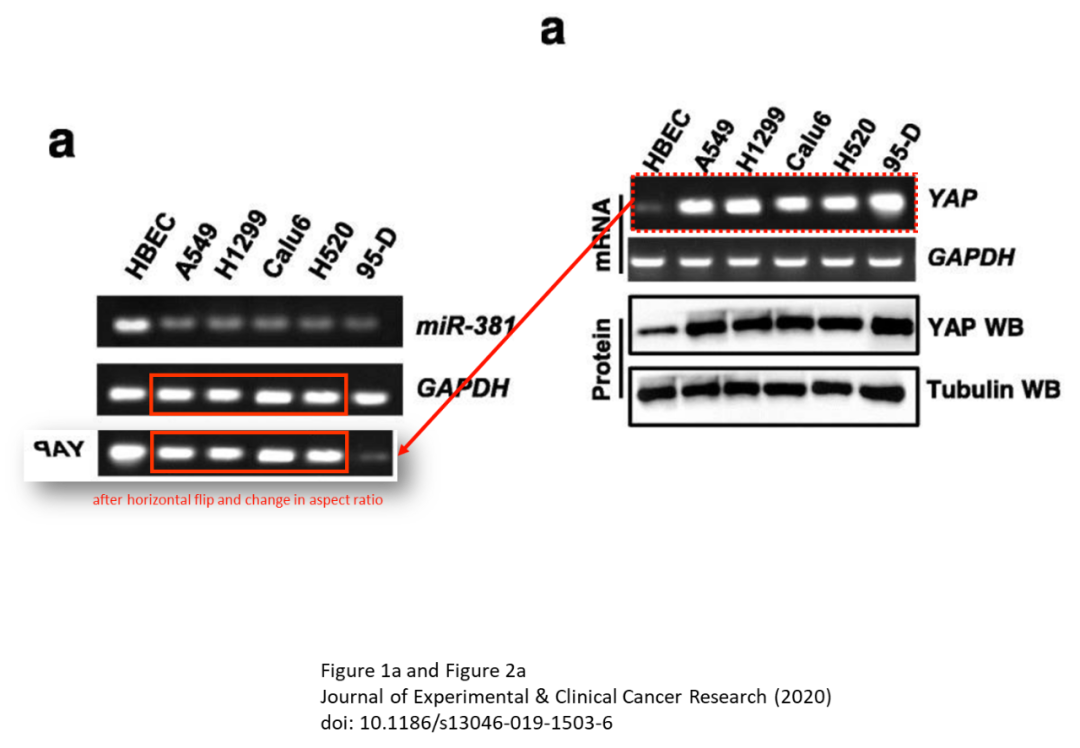 a
HBEC
A549
H1299
Calu6
H520
95-D
miR-381
GAPDH
YAP
after horizontal flip and change in aspect ratio
a
HBEC
A549
H1299
Calu6
H520
95-D
mRNA
YAP
GAPDH
Protein
YAP WB
Tubulin WB
Figure 1a and Figure 2a
Journal of Experimental & Clinical Cancer Research (2020)
doi: 10.1186/s13046-019-1503-6